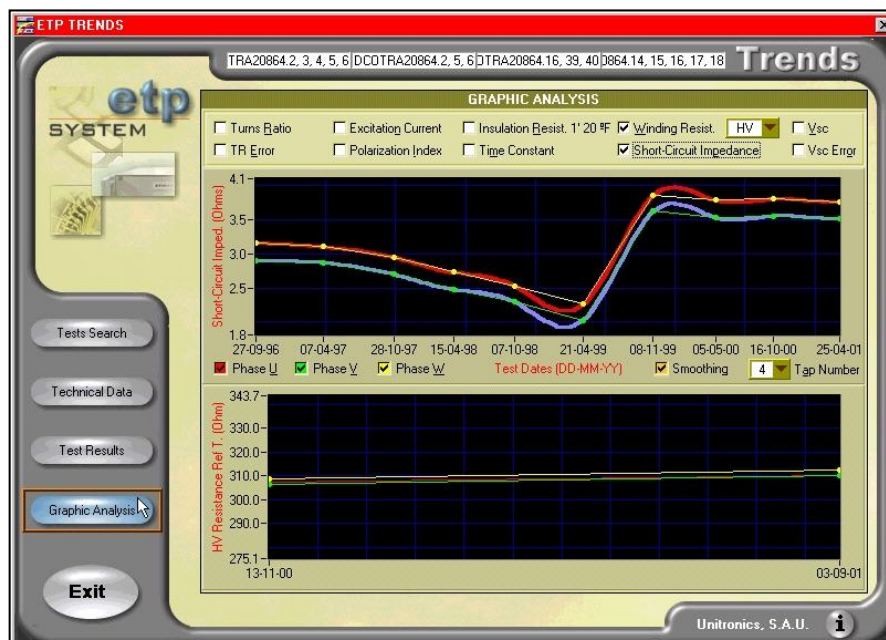 ETP TRENDS
TRA20864.2, 3, 4, 5, 6 DCOTRA20864.2, 5, 6 OTRA20864.16, 39, 40 0864.14, 15, 16, 17, 18
Trends
etp
SYSTEM
GRAPHIC ANALYSIS
Turns Ratio Excitation Current Insulation Resist. 1' 20 ºF Winding Resist. HV Vsc
TR Error Polarization Index Time Constant Short-Circuit Impedance Vsc Error
Short-Circuit Imped. (Ohms)
4.1
3.5
3.0
2.5
1.8
27-09-96 07-04-97 28-10-97 15-04-98 07-10-98 21-04-99 08-11-99 05-05-00 16-10-00 25-04-01
Phase U Phase V Phase W Test Dates (DD-MM-YY) Smoothing 4 Tap Number
HV Resistance Ref T. (Ohm)
343.7
330.0
320.0
310.0
300.0
290.0
275.1
13-11-00 03-09-01
Tests Search
Technical Data
Test Results
Graphic Analysis
Exit
Unitronics, S.A.U. i